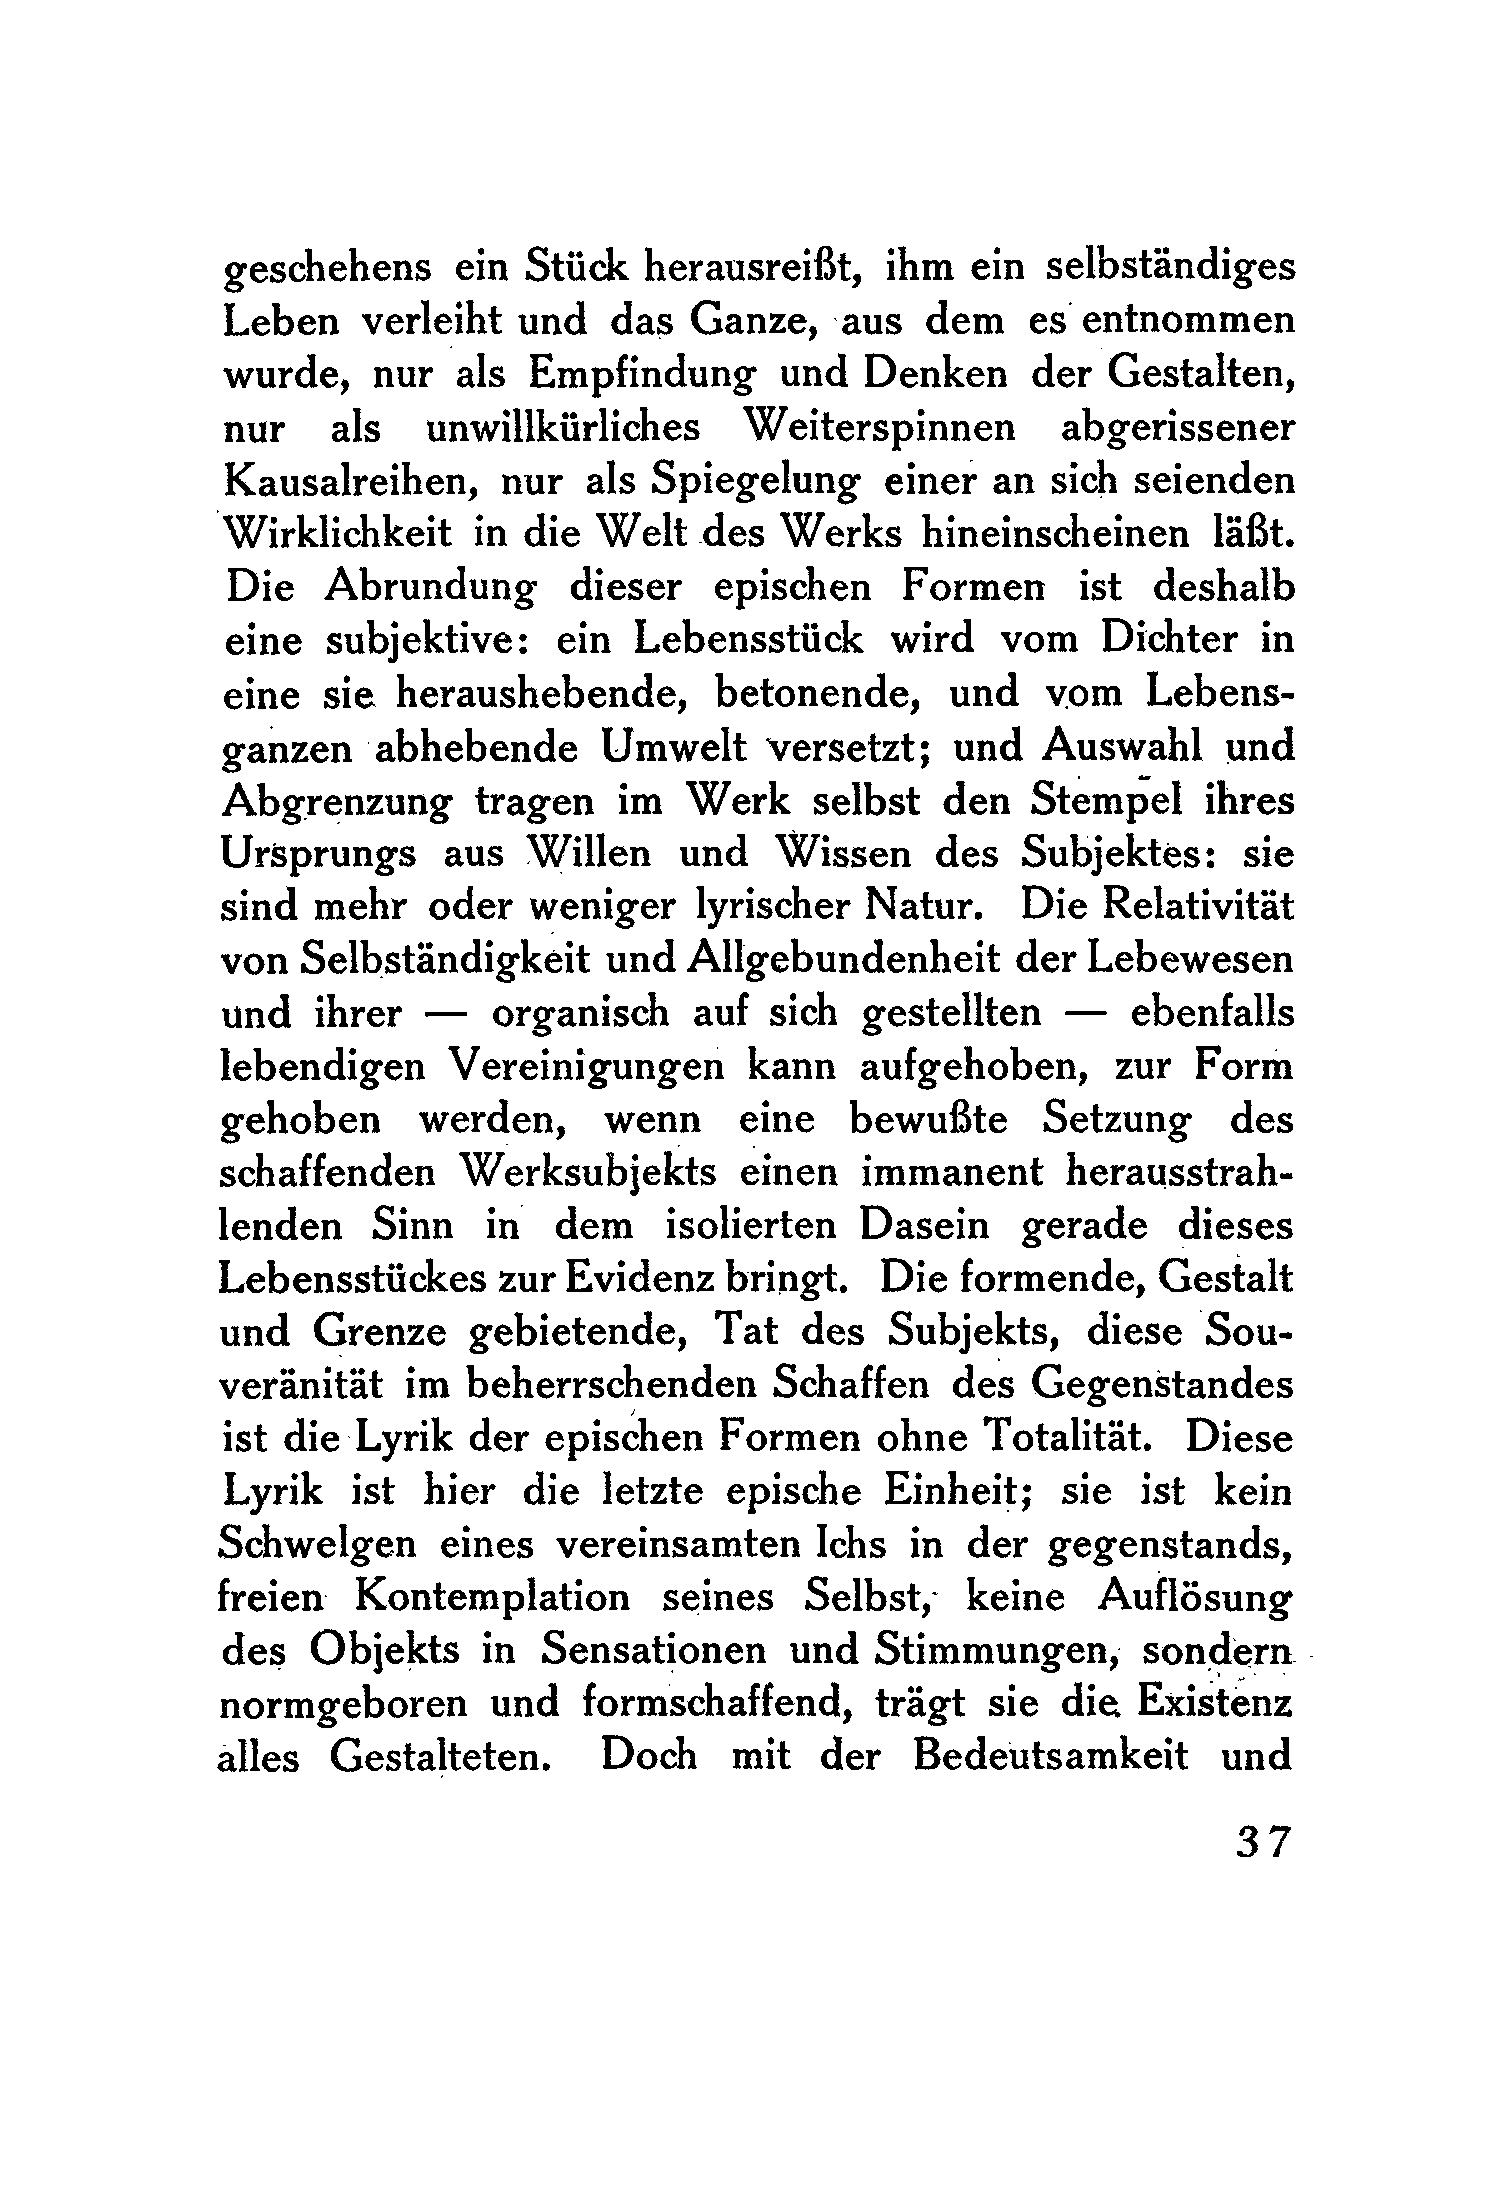 geschehens ein Stück herausreißt, ihm ein selbständiges
Leben verleiht und das Ganze, aus dem es entnommen
wurde, nur als Empfindung und Denken der Gestalten,
nur als unwillkürliches Weiterspinnen abgerissener
Kausalreihen, nur als Spiegelung einer an sich seienden
Wirklichkeit in die Welt des Werks hineinscheinen läßt.
Die Abrundung dieser epischen Formen ist deshalb
eine subjektive: ein Lebensstück wird vom Dichter in
eine sie heraushebende, betonende, und vom Lebens-
ganzen abhebende Umwelt versetzt; und Auswahl und
Abgrenzung tragen im Werk selbst den Stempel ihres
Ursprungs aus Willen und Wissen des Subjektes: sie
sind mehr oder weniger lyrischer Natur. Die Relativität
von Selbständigkeit und Allgebundenheit der Lebewesen
und ihrer — organisch auf sich gestellten — ebenfalls
lebendigen Vereinigungen kann aufgehoben, zur Form
gehoben werden, wenn eine bewußte Setzung des
schaffenden Werksubjekts einen immanent herausstrah-
lenden Sinn in dem isolierten Dasein gerade dieses
Lebensstückes zur Evidenz bringt. Die formende, Gestalt
und Grenze gebietende, Tat des Subjekts, diese Sou-
veränität im beherrschenden Schaffen des Gegenstandes
ist die Lyrik der epischen Formen ohne Totalität. Diese
Lyrik ist hier die letzte epische Einheit; sie ist kein
Schwelgen eines vereinsamten Ichs in der gegenstands,
freien Kontemplation seines Selbst, keine Auflösung
des Objekts in Sensationen und Stimmungen, sondern
normgeboren und formschaffend, trägt sie die Existenz
alles Gestalteten. Doch mit der Bedeutsamkeit und
37